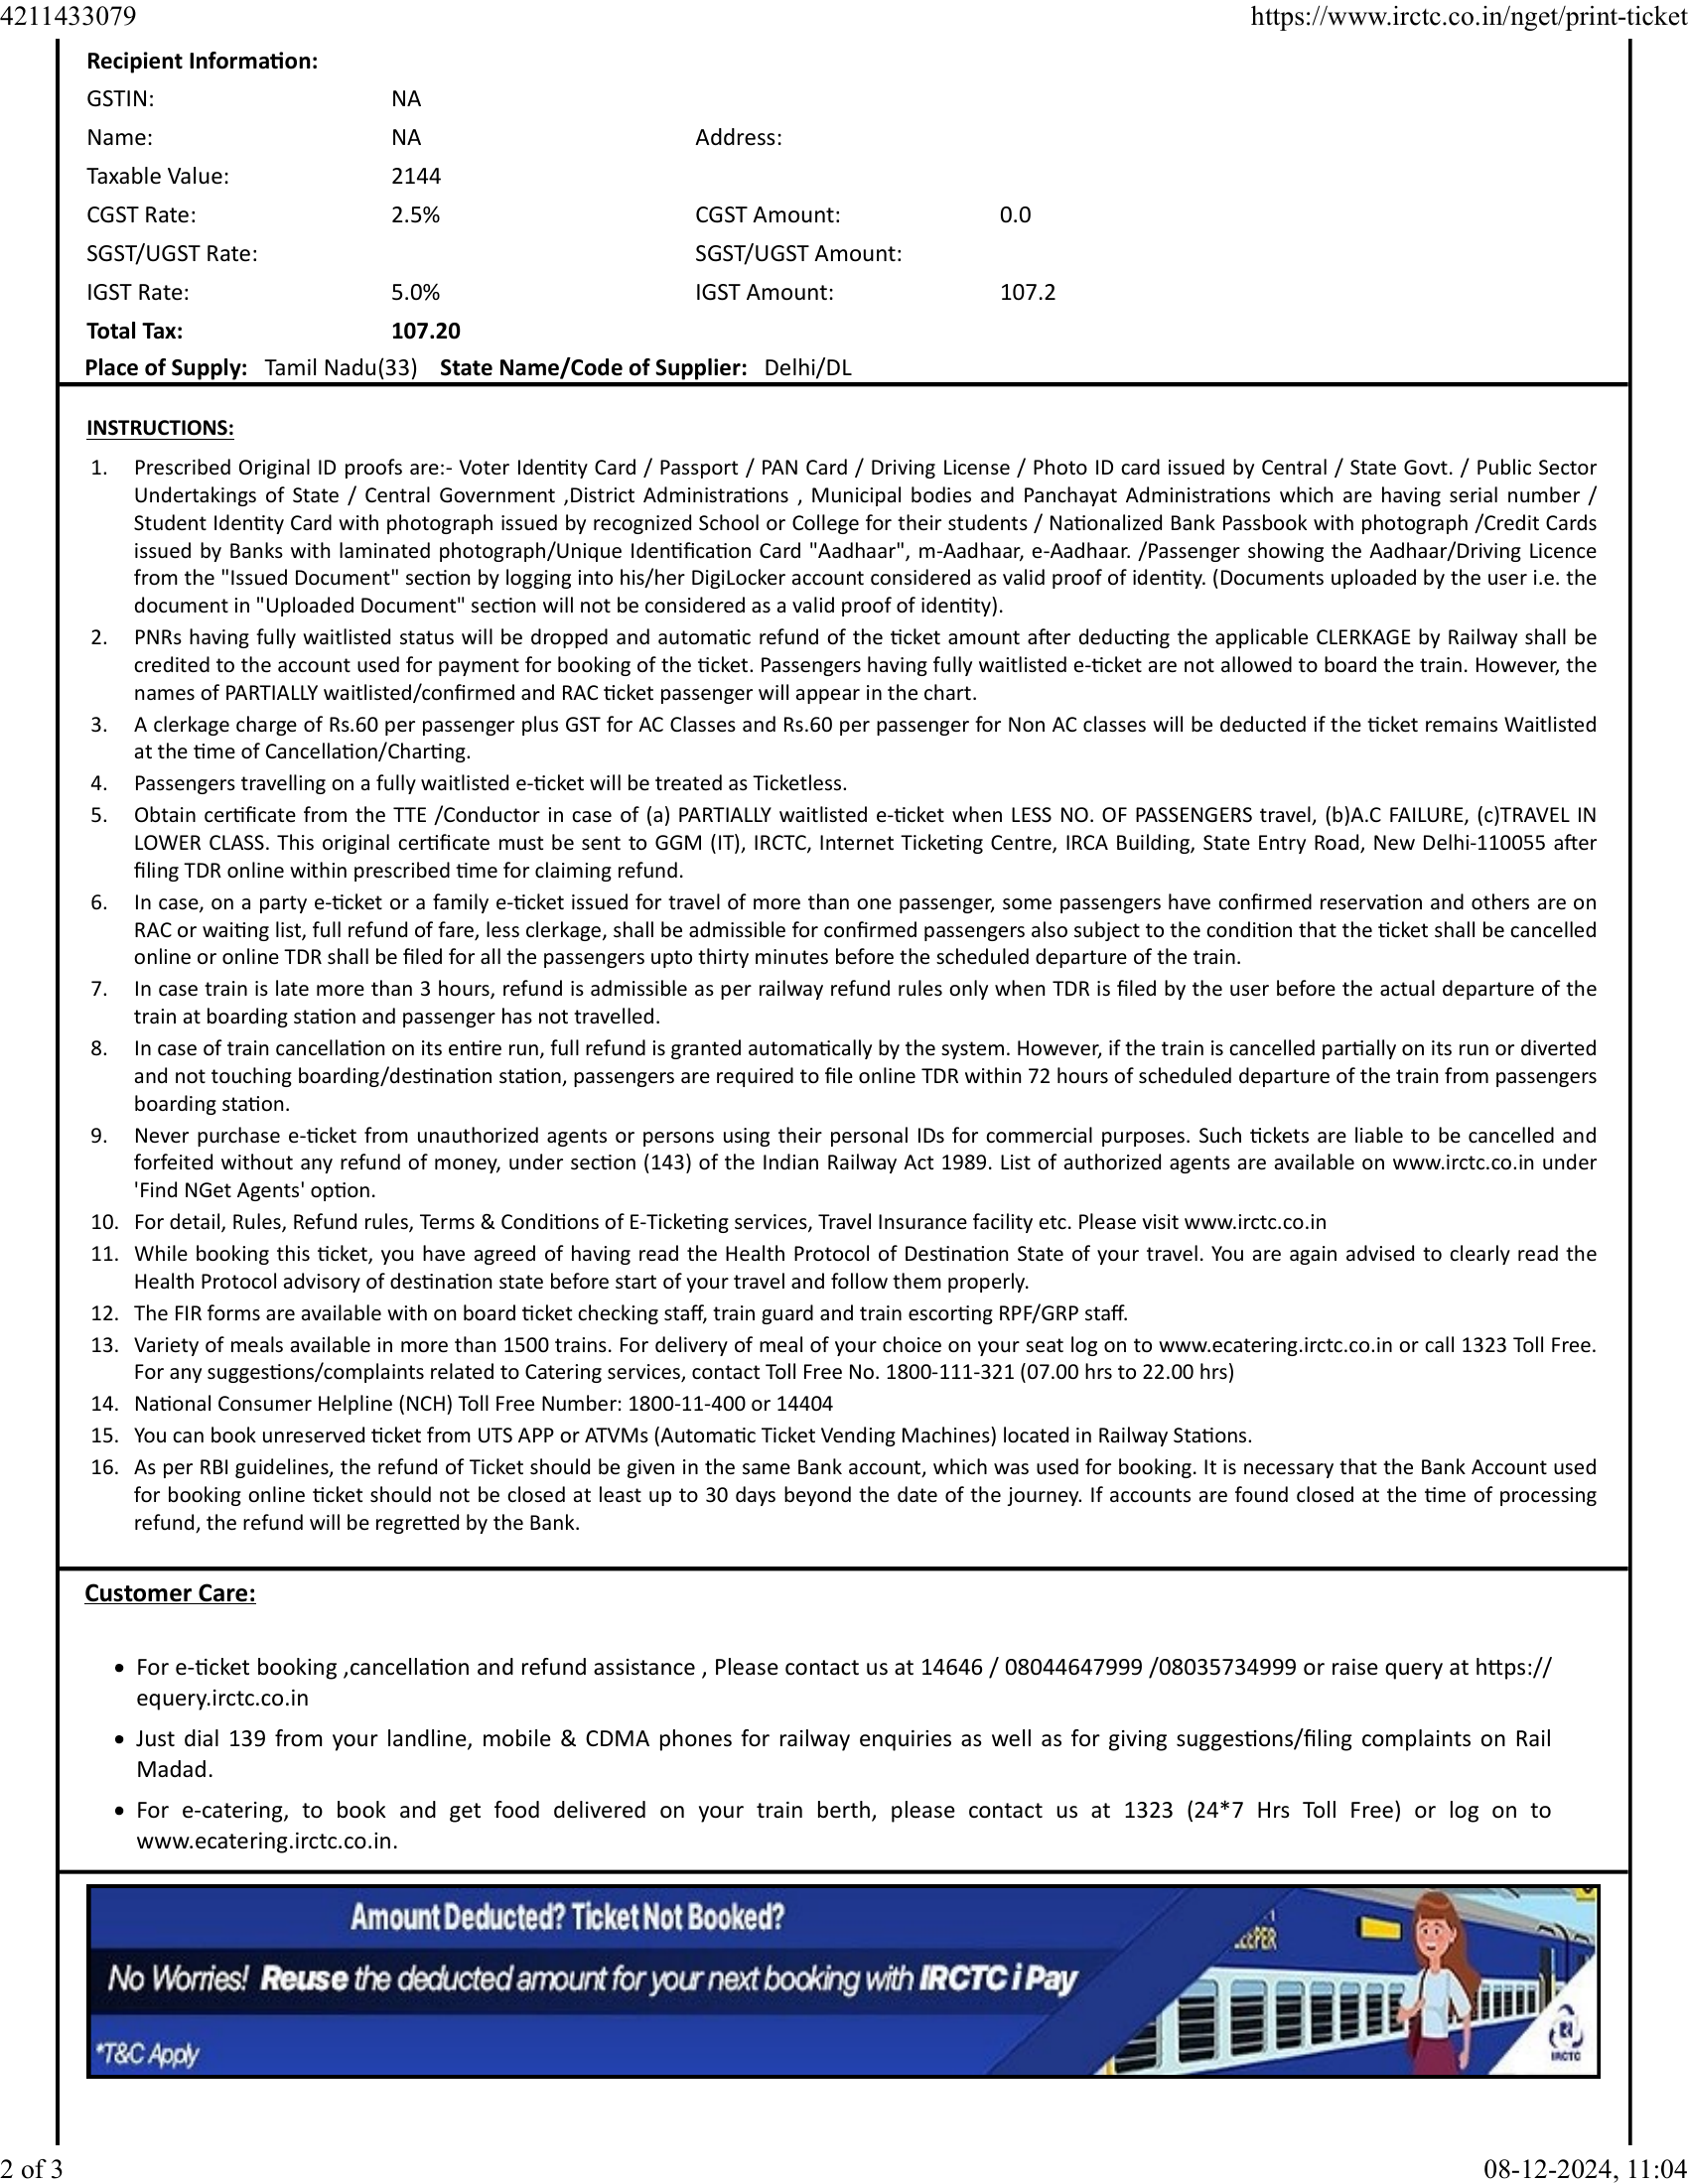 4211433079 https://www.irctc.co.in/nget/print-ticket
Recipient Information:
GSTIN: NA
Name: NA Address:
Taxable Value: 2144
CGST Rate: 2.5% CGST Amount: 0.0
SGST/UGST Rate: SGST/UGST Amount:
IGST Rate: 5.0% IGST Amount: 107.2
Total Tax: 107.20
Place of Supply: Tamil Nadu(33) State Name/Code of Supplier: Delhi/DL
INSTRUCTIONS:
1. Prescribed Original ID proofs are:- Voter Identity Card / Passport / PAN Card / Driving License / Photo ID card issued by Central / State Govt. / Public Sector
Undertakings of State / Central Government ,District Administrations , Municipal bodies and Panchayat Administrations which are having serial number /
Student Identity Card with photograph issued by recognized School or College for their students / Nationalized Bank Passbook with photograph /Credit Cards
issued by Banks with laminated photograph/Unique Identification Card "Aadhaar", m-Aadhaar, e-Aadhaar. /Passenger showing the Aadhaar/Driving Licence
from the "Issued Document" section by logging into his/her DigiLocker account considered as valid proof of identity. (Documents uploaded by the user i.e. the
document in "Uploaded Document" section will not be considered as a valid proof of identity).
2. PNRs having fully waitlisted status will be dropped and automatic refund of the ticket amount after deducting the applicable CLERKAGE by Railway shall be
credited to the account used for payment for booking of the ticket. Passengers having fully waitlisted e-ticket are not allowed to board the train. However, the
names of PARTIALLY waitlisted/confirmed and RAC ticket passenger will appear in the chart.
3. A clerkage charge of Rs.60 per passenger plus GST for AC Classes and Rs.60 per passenger for Non AC classes will be deducted if the ticket remains Waitlisted
at the time of Cancellation/Charting.
4. Passengers travelling on a fully waitlisted e-ticket will be treated as Ticketless.
5. Obtain certificate from the TTE /Conductor in case of (a) PARTIALLY waitlisted e-ticket when LESS NO. OF PASSENGERS travel, (b)A.C FAILURE, (c)TRAVEL IN
LOWER CLASS. This original certificate must be sent to GGM (IT), IRCTC, Internet Ticketing Centre, IRCA Building, State Entry Road, New Delhi-110055 after
filing TDR online within prescribed time for claiming refund.
6. In case, on a party e-ticket or a family e-ticket issued for travel of more than one passenger, some passengers have confirmed reservation and others are on
RAC or waiting list, full refund of fare, less clerkage, shall be admissible for confirmed passengers also subject to the condition that the ticket shall be cancelled
online or online TDR shall be filed for all the passengers upto thirty minutes before the scheduled departure of the train.
7. In case train is late more than 3 hours, refund is admissible as per railway refund rules only when TDR is filed by the user before the actual departure of the
train at boarding station and passenger has not travelled.
8. In case of train cancellation on its entire run, full refund is granted automatically by the system. However, if the train is cancelled partially on its run or diverted
and not touching boarding/destination station, passengers are required to file online TDR within 72 hours of scheduled departure of the train from passengers
boarding station.
9. Never purchase e-ticket from unauthorized agents or persons using their personal IDs for commercial purposes. Such tickets are liable to be cancelled and
forfeited without any refund of money, under section (143) of the Indian Railway Act 1989. List of authorized agents are available on www.irctc.co.in under
'Find NGet Agents' option.
10. For detail, Rules, Refund rules, Terms & Conditions of E-Ticketing services, Travel Insurance facility etc. Please visit www.irctc.co.in
11. While booking this ticket, you have agreed of having read the Health Protocol of Destination State of your travel. You are again advised to clearly read the
Health Protocol advisory of destination state before start of your travel and follow them properly.
12. The FIR forms are available with on board ticket checking staff, train guard and train escorting RPF/GRP staff.
13. Variety of meals available in more than 1500 trains. For delivery of meal of your choice on your seat log on to www.ecatering.irctc.co.in or call 1323 Toll Free.
For any suggestions/complaints related to Catering services, contact Toll Free No. 1800-111-321 (07.00 hrs to 22.00 hrs)
14. National Consumer Helpline (NCH) Toll Free Number: 1800-11-400 or 14404
15. You can book unreserved ticket from UTS APP or ATVMs (Automatic Ticket Vending Machines) located in Railway Stations.
16. As per RBI guidelines, the refund of Ticket should be given in the same Bank account, which was used for booking. It is necessary that the Bank Account used
for booking online ticket should not be closed at least up to 30 days beyond the date of the journey. If accounts are found closed at the time of processing
refund, the refund will be regretted by the Bank.
Customer Care:
• For e-ticket booking ,cancellation and refund assistance , Please contact us at 14646 / 08044647999 /08035734999 or raise query at https://
equery.irctc.co.in
• Just dial 139 from your landline, mobile & CDMA phones for railway enquiries as well as for giving suggestions/filing complaints on Rail
Madad.
• For e-catering, to book and get food delivered on your train berth, please contact us at 1323 (24*7 Hrs Toll Free) or log on to
www.ecatering.irctc.co.in.
Amount Deducted? Ticket Not Booked?
No Worries! Reuse the deducted amount for your next booking with IRCTC i Pay
*T&C Apply
IRCTC
2 of 3 08-12-2024, 11:04